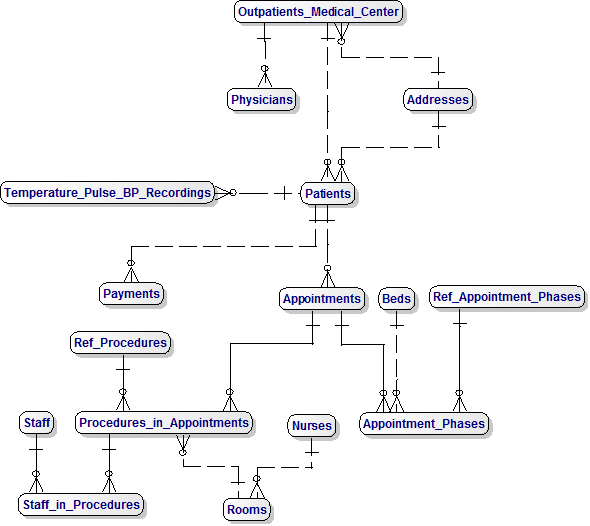 Outpatients_Medical_Center
Physicians
Addresses
Temperature_Pulse_BP_Recordings
Patients
Payments
Appointments
Beds
Ref_Appointment_Phases
Ref_Procedures
Staff
Procedures_in_Appointments
Nurses
Appointment_Phases
Staff_in_Procedures
Rooms